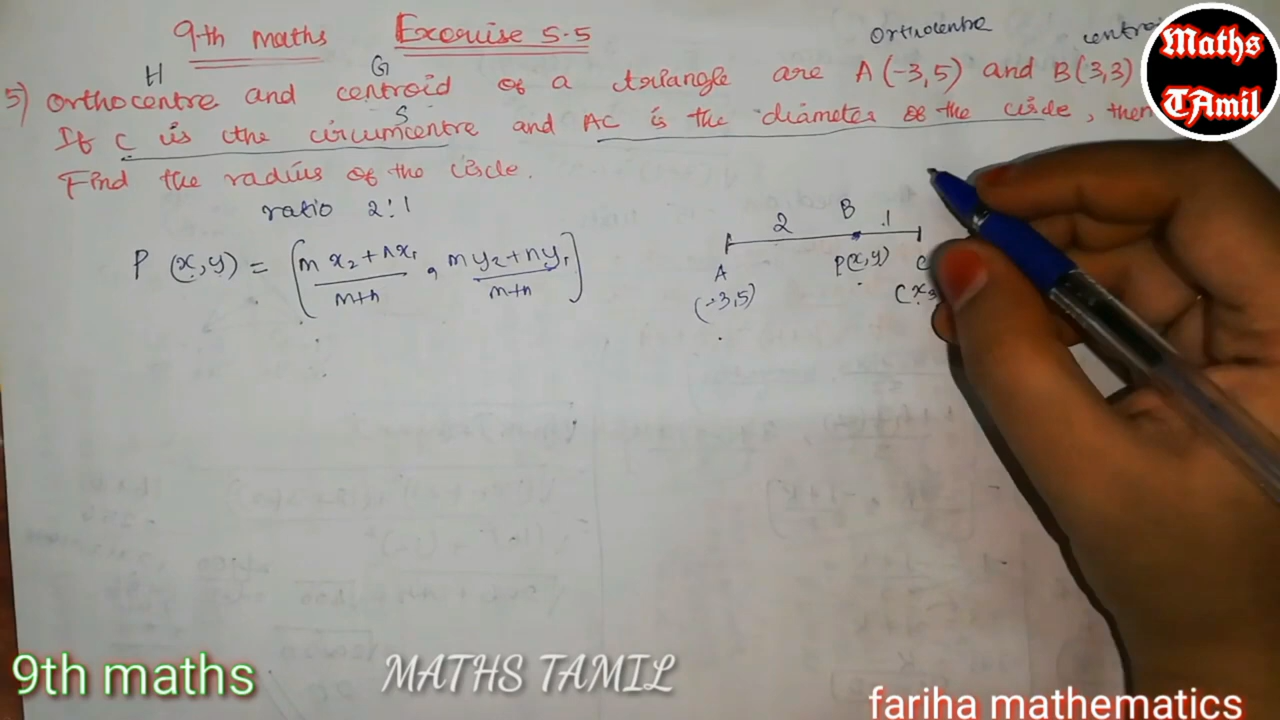 9th maths Exercise 5.5
Orthocentre
H G
5) Orthocentre and centroid of a triangle are A(-3,5) and B(3,3)
S
If C is the circumcentre and AC is the diameter of the circle, then
Find the radius of the circle.
ratio 2:1
P (x,y) = [m x₂+nx₁ / m+n , my₂+ny₁ / m+n]
2 B 1
A P(x,y) C
(-3,5)
Maths
TAmil
9th maths
MATHS TAMIL
fariha mathematics